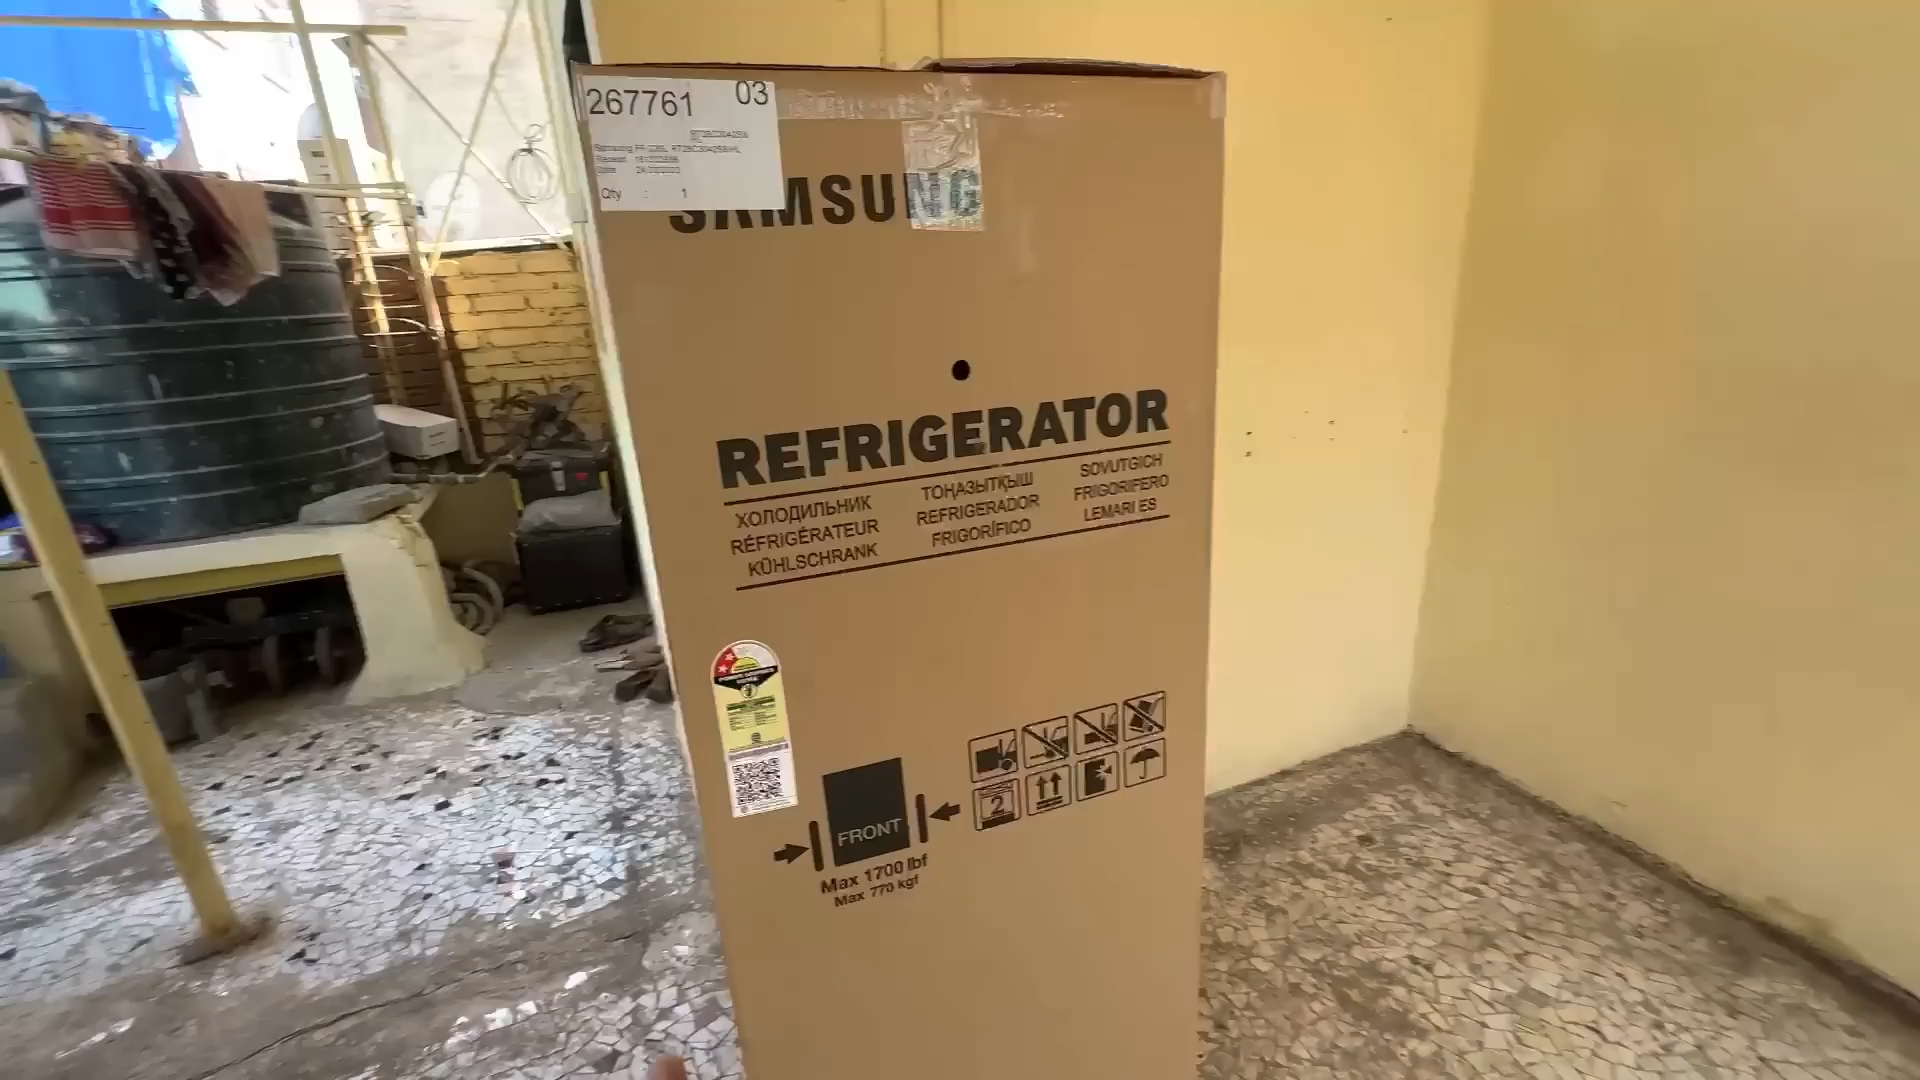 267761 03
Qty : 1
SAMSUNG
REFRIGERATOR
ХОЛОДИЛЬНИК
RÉFRIGÉRATEUR
KÜHLSCHRANK
ТОҢАЗЫТҚЫШ
REFRIGERADOR
FRIGORÍFICO
SOVUTGICH
FRIGORIFERO
LEMARI ES
FRONT
Max 1700 lbf
Max 770 kgf
2